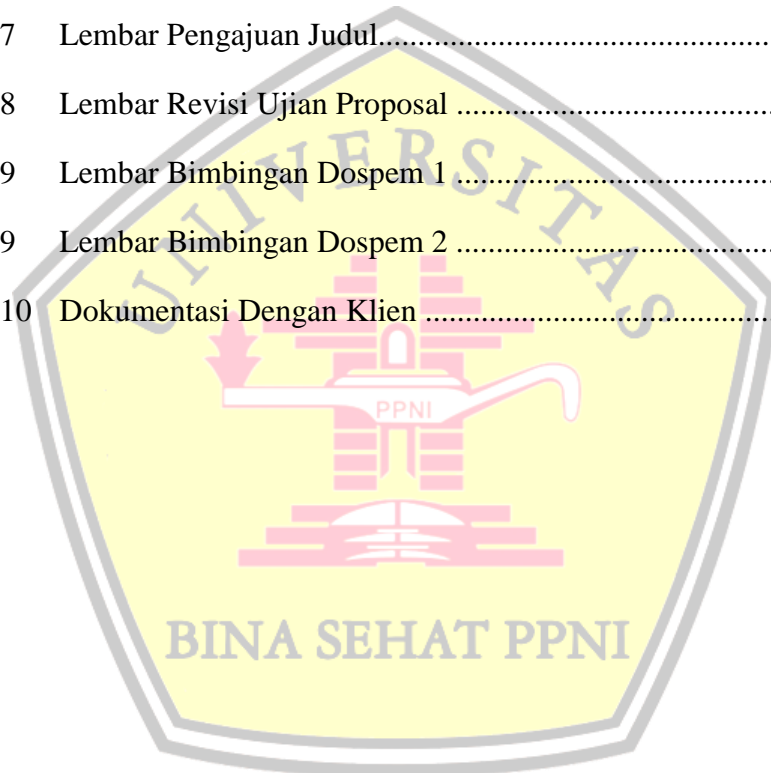 7 Lembar Pengajuan Judul..................................................
8 Lembar Revisi Ujian Proposal ........................................
9 Lembar Bimbingan Dospem 1 ........................................
9 Lembar Bimbingan Dospem 2 ........................................
10 Dokumentasi Dengan Klien ............................................
UNIVERSITAS
PPNI
BINA SEHAT PPNI